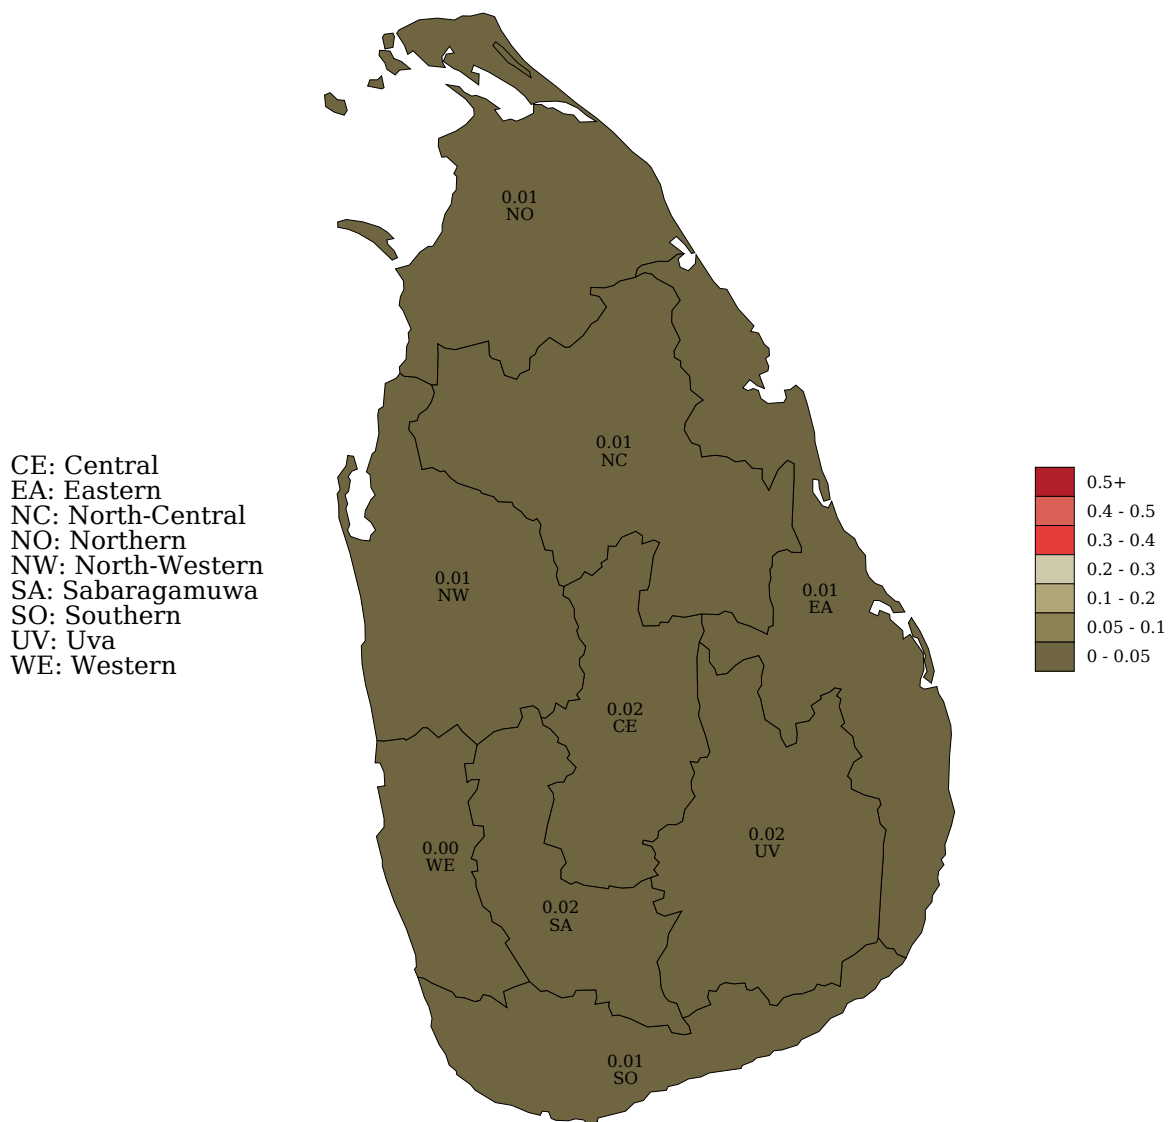 0.01
NO
0.01
NC
CE: Central
EA: Eastern
NC: North-Central
NO: Northern
NW: North-Western
SA: Sabaragamuwa
SO: Southern
UV: Uva
WE: Western
0.5+
0.4 - 0.5
0.3 - 0.4
0.2 - 0.3
0.1 - 0.2
0.05 - 0.1
0 - 0.05
0.01
NW
0.01
EA
0.02
CE
0.02
UV
0.00
WE
0.02
SA
0.01
SO